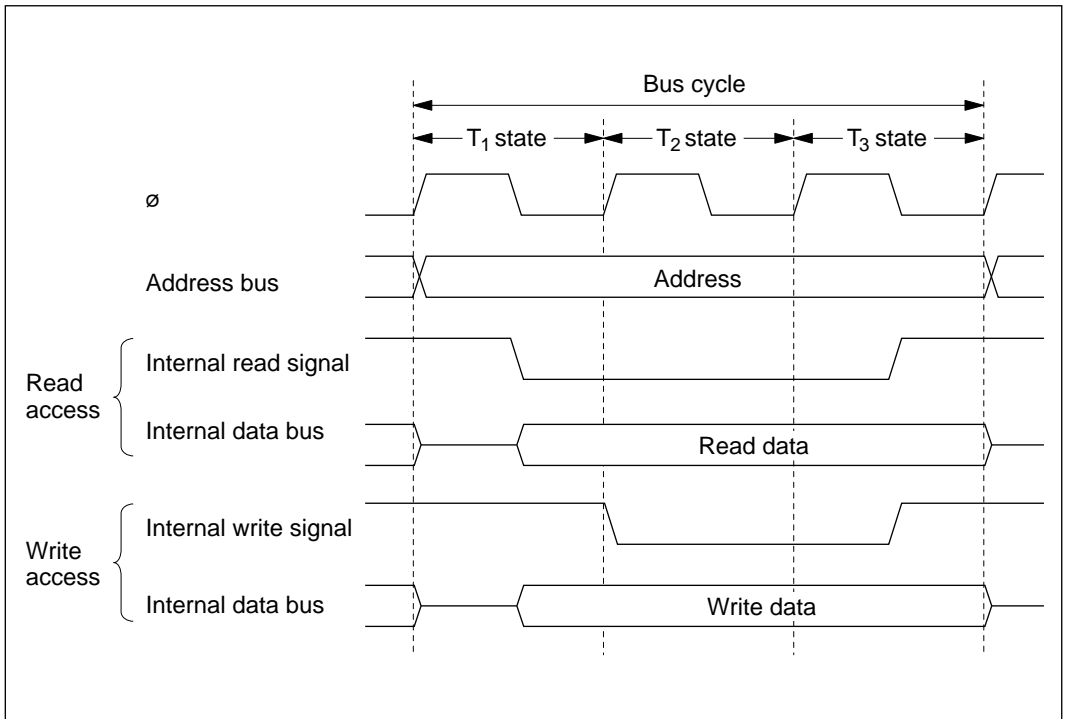 Bus cycle
T₁ state T₂ state T₃ state
ø
Address bus Address
Read access
Internal read signal
Internal data bus Read data
Write access
Internal write signal
Internal data bus Write data